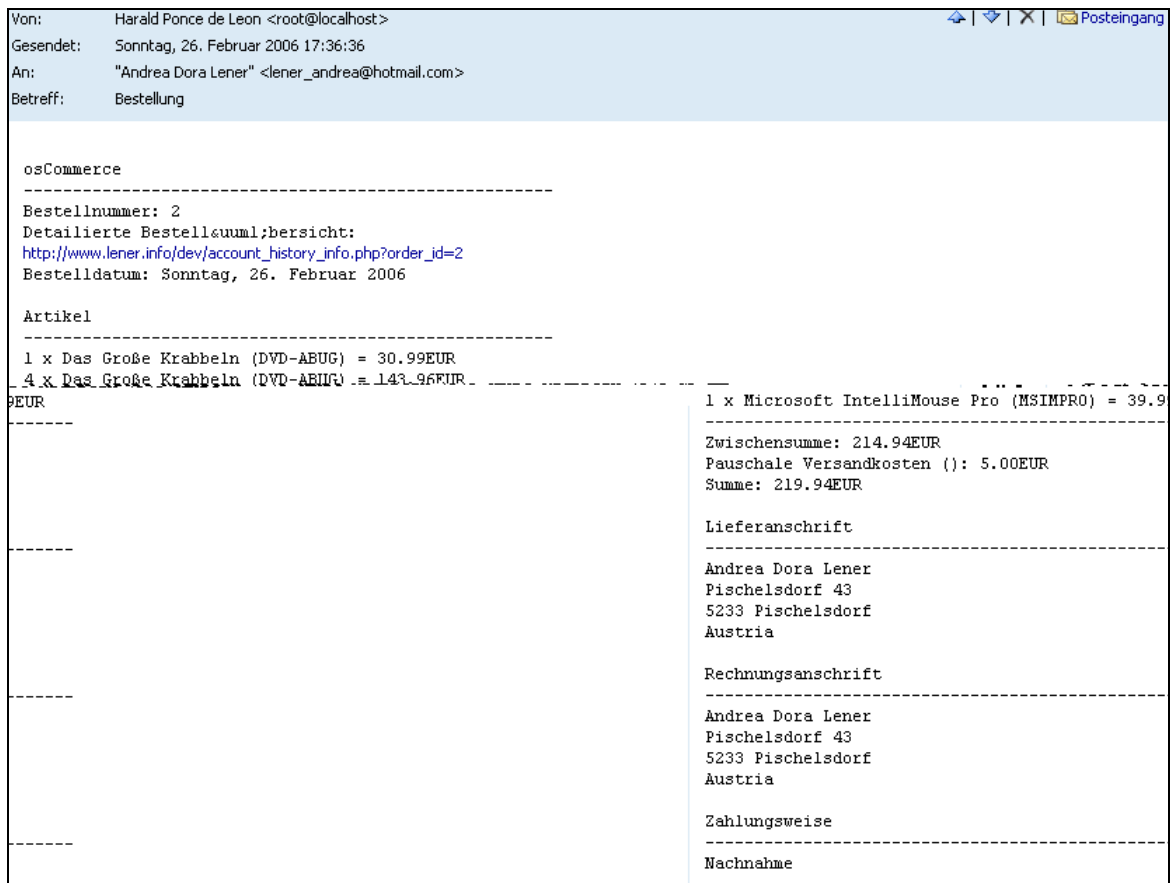 Von: Harald Ponce de Leon <root@localhost> Posteingang
Gesendet: Sonntag, 26. Februar 2006 17:36:36
An: "Andrea Dora Lener" <lener_andrea@hotmail.com>
Betreff: Bestellung
osCommerce
------------------------------------------------------
Bestellnummer: 2
Detailierte Bestell&uuml;bersicht:
http://www.lener.info/dev/account_history_info.php?order_id=2
Bestelldatum: Sonntag, 26. Februar 2006
Artikel
------------------------------------------------------
1 x Das Große Krabbeln (DVD-ABUG) = 30.99EUR
4 x Das Große Krabbeln (DVD-ABUG) = 143.96EUR
9EUR
1 x Microsoft IntelliMouse Pro (MSIMPRO) = 39.9
------------------------------------------------------
Zwischensumme: 214.94EUR
Pauschale Versandkosten (): 5.00EUR
Summe: 219.94EUR
Lieferanschrift
------------------------------------------------------
Andrea Dora Lener
Pischelsdorf 43
5233 Pischelsdorf
Austria
Rechnungsanschrift
------------------------------------------------------
Andrea Dora Lener
Pischelsdorf 43
5233 Pischelsdorf
Austria
Zahlungsweise
------------------------------------------------------
Nachnahme